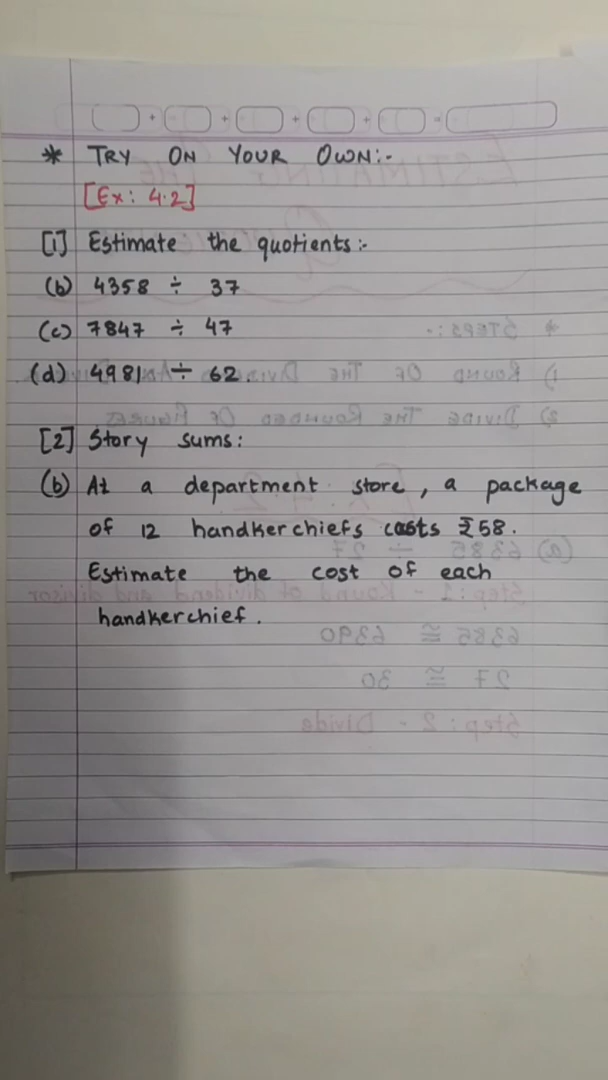 * TRY ON YOUR OWN:-
[Ex: 4.2]
[1] Estimate the quotients:-
(b) 4358 ÷ 37
(c) 7847 ÷ 47
(d) 4981 ÷ 62.
[2] Story sums:
(b) At a department store, a package
of 12 handkerchiefs costs ₹58.
Estimate the cost of each
handkerchief.